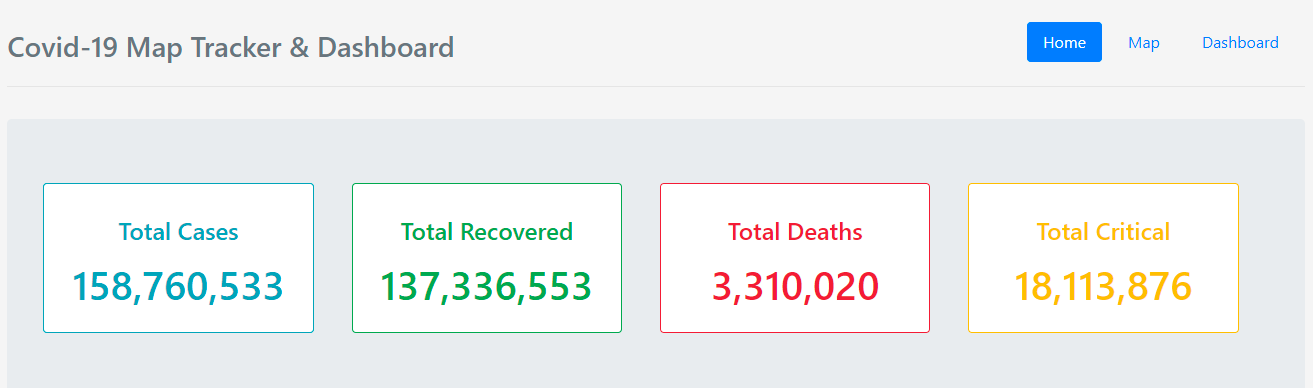 Covid-19 Map Tracker & Dashboard
Home Map Dashboard
Total Cases
158,760,533
Total Recovered
137,336,553
Total Deaths
3,310,020
Total Critical
18,113,876